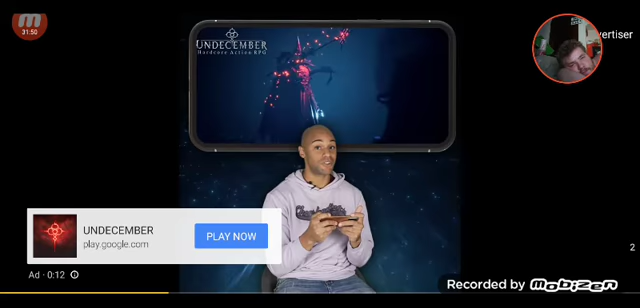 31:50
UNDECEMBER
Hardcore Action RPG
vertiser
UNDECEMBER
play.google.com
PLAY NOW
2
Ad · 0:12
Recorded by mobizen